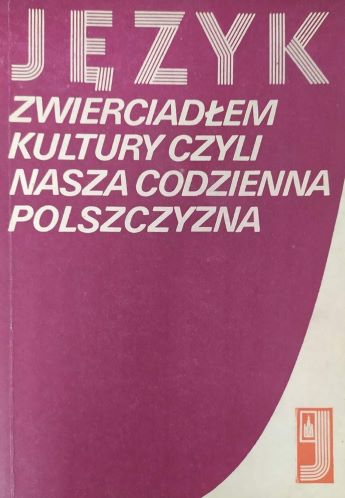 JĘZYK
ZWIERCIADŁEM
KULTURY CZYLI
NASZA CODZIENNA
POLSZCZYZNA
J